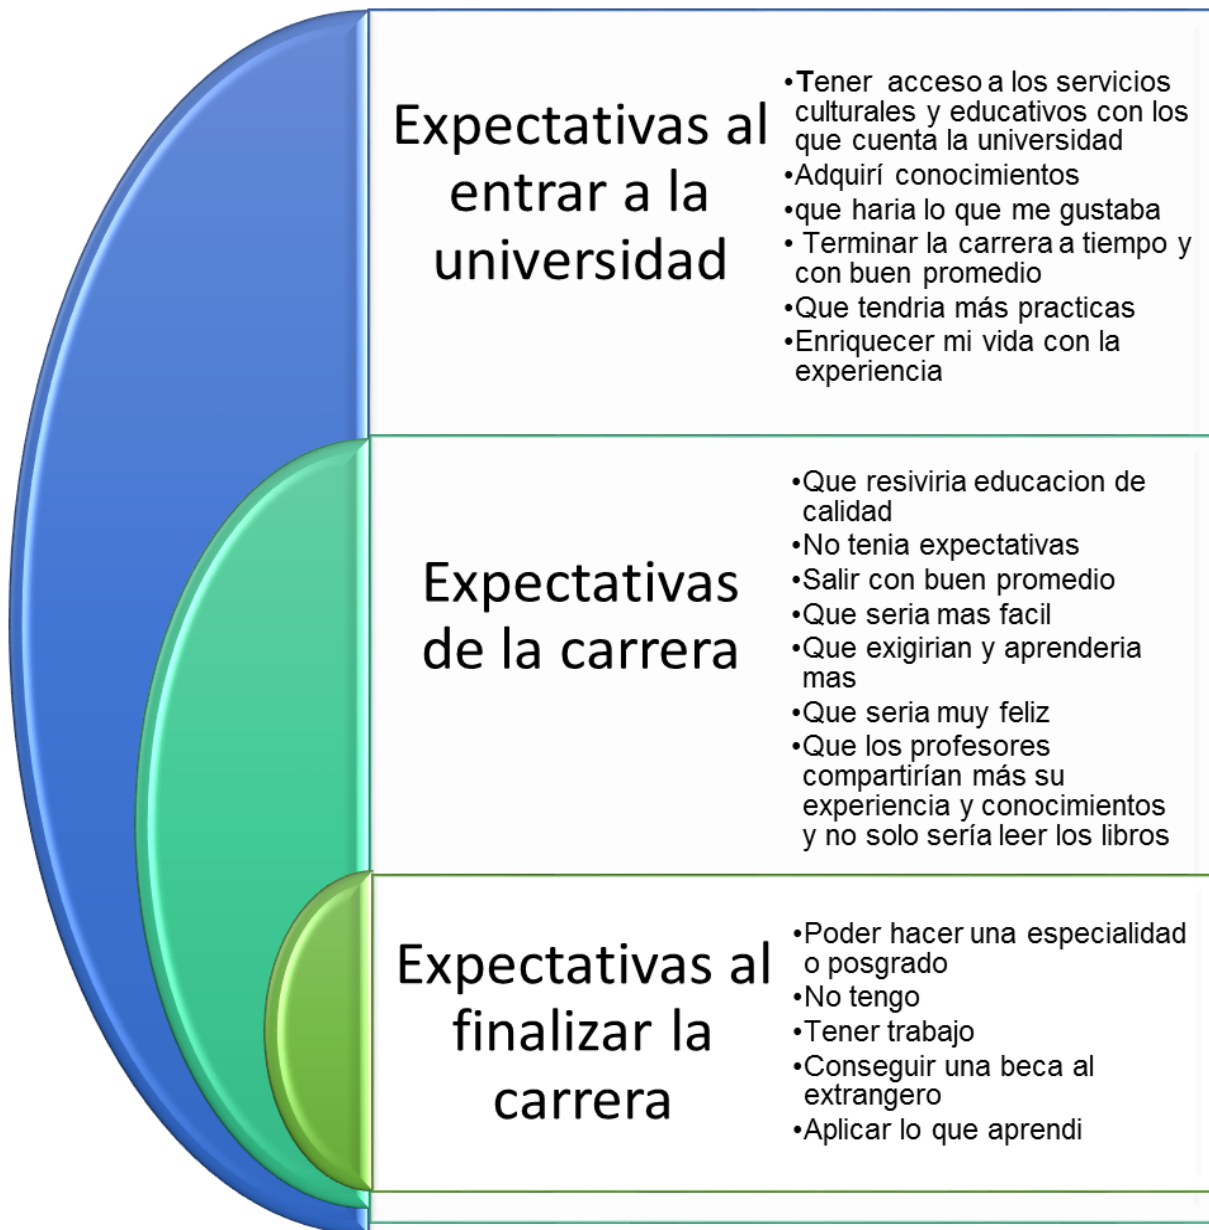 Expectativas al
entrar a la
universidad
•Tener acceso a los servicios
culturales y educativos con los
que cuenta la universidad
•Adquirí conocimientos
•que haria lo que me gustaba
• Terminar la carrera a tiempo y
con buen promedio
•Que tendria más practicas
•Enriquecer mi vida con la
experiencia
Expectativas
de la carrera
•Que resiviria educacion de
calidad
•No tenia expectativas
•Salir con buen promedio
•Que seria mas facil
•Que exigirian y aprenderia
mas
•Que seria muy feliz
•Que los profesores
compartirían más su
experiencia y conocimientos
y no solo sería leer los libros
Expectativas al
finalizar la
carrera
•Poder hacer una especialidad
o posgrado
•No tengo
•Tener trabajo
•Conseguir una beca al
extrangero
•Aplicar lo que aprendi